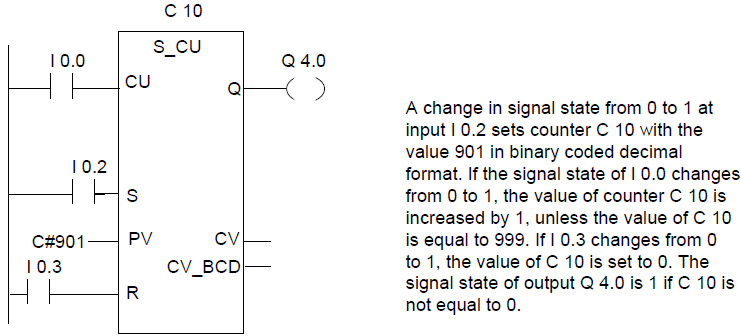 C 10
S_CU
I 0.0
Q 4.0
CU
Q
I 0.2
S
C#901
PV
CV
I 0.3
CV_BCD
R
A change in signal state from 0 to 1 at
input I 0.2 sets counter C 10 with the
value 901 in binary coded decimal
format. If the signal state of I 0.0 changes
from 0 to 1, the value of counter C 10 is
increased by 1, unless the value of C 10
is equal to 999. If I 0.3 changes from 0
to 1, the value of C 10 is set to 0. The
signal state of output Q 4.0 is 1 if C 10 is
not equal to 0.